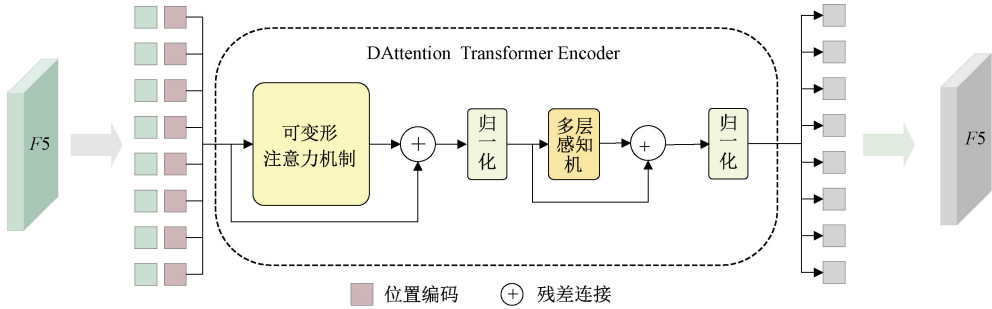 DAttention Transformer Encoder
F5
可变形
注意力机制
+
归
一
化
多层
感知
机
+
归
一
化
F5
位置编码
+
残差连接